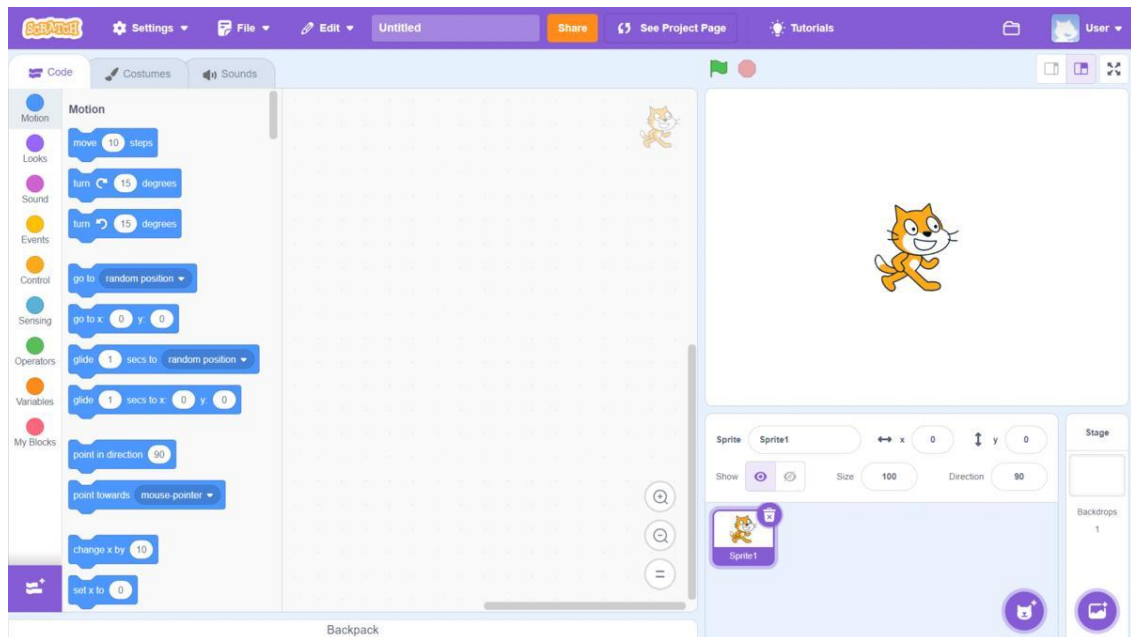 SCRATCH Settings File Edit Untitled Share See Project Page Tutorials User
Code Costumes Sounds
Motion
Looks
Sound
Events
Control
Sensing
Operators
Variables
My Blocks
Motion
move 10 steps
turn 15 degrees
turn 15 degrees
go to random position
go to x: 0 y: 0
glide 1 secs to random position
glide 1 secs to x: 0 y: 0
point in direction 90
point towards mouse-pointer
change x by 10
set x to 0
Backpack
Sprite Sprite1 x 0 y 0
Show Size 100 Direction 90
Sprite1
Stage
Backdrops
1